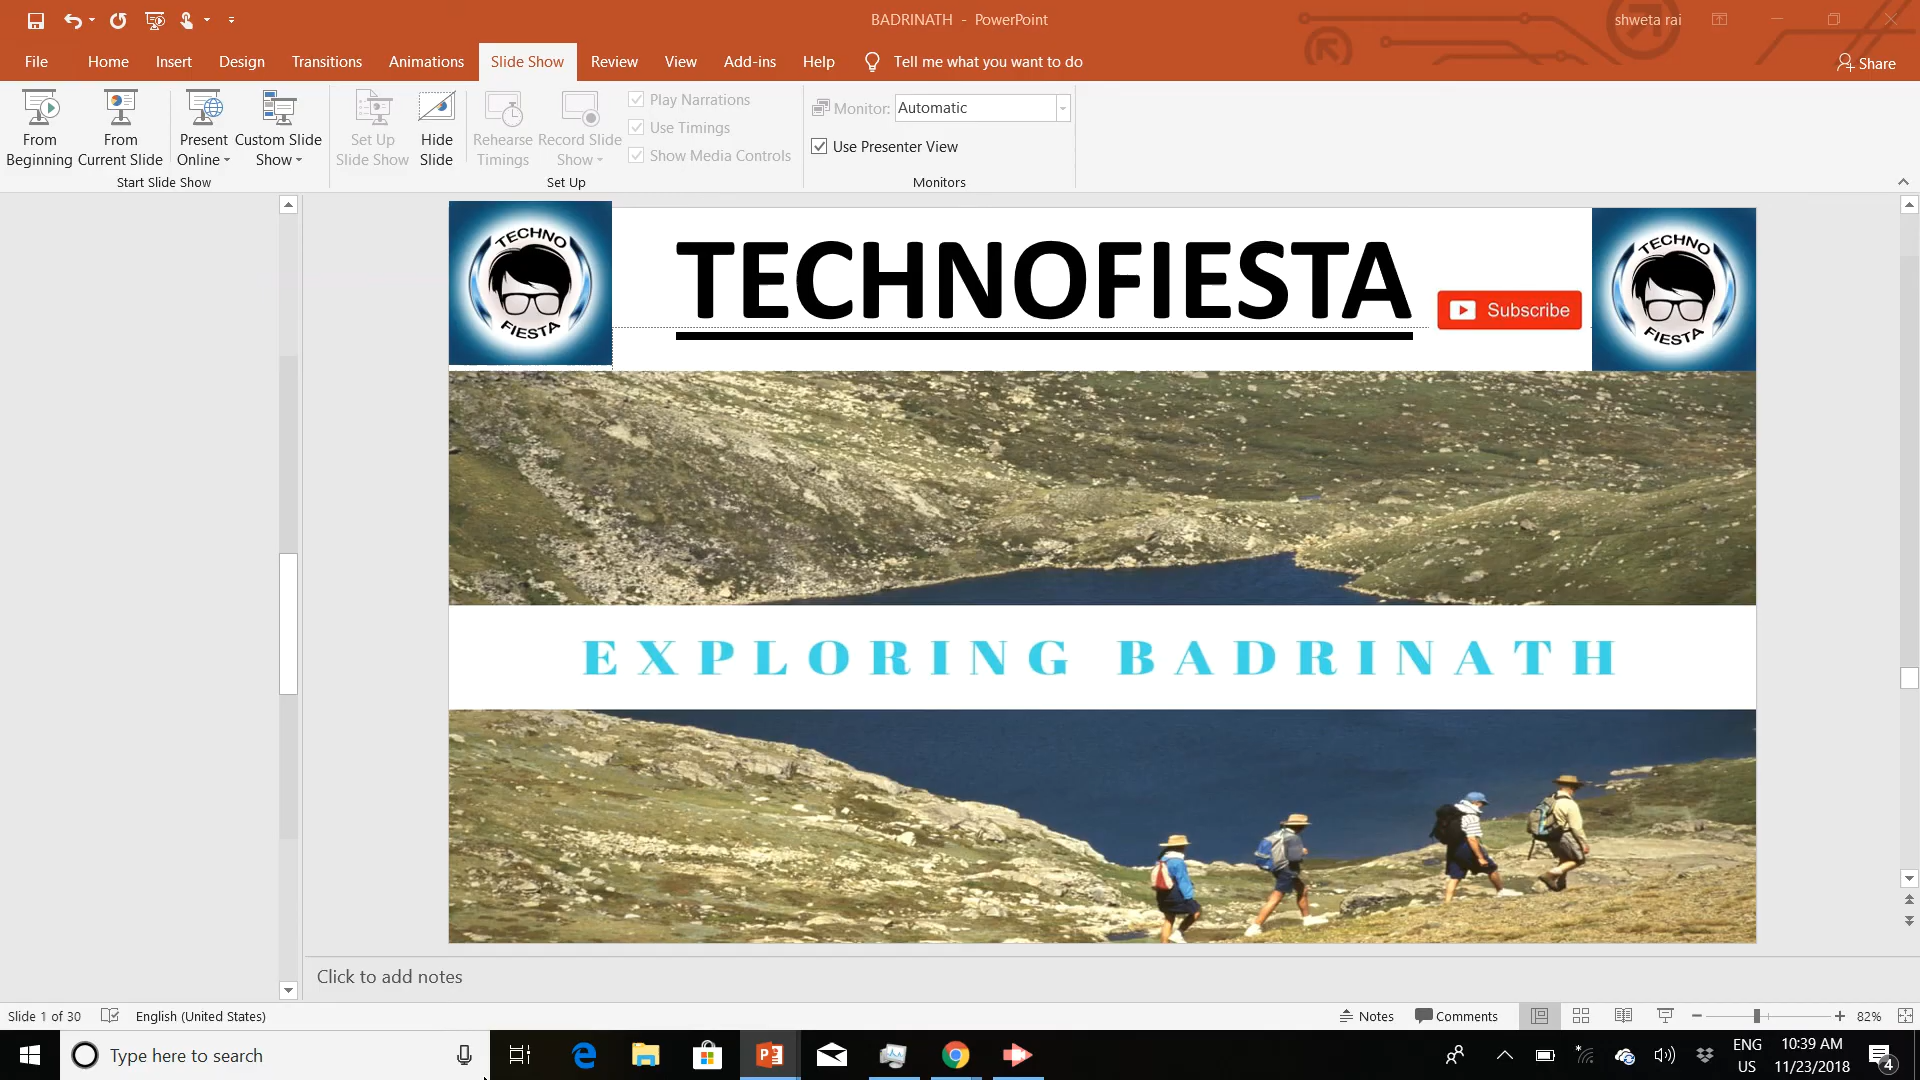 BADRINATH - PowerPoint
shweta rai
File Home Insert Design Transitions Animations Slide Show Review View Add-ins Help Tell me what you want to do
Share
From Beginning
From Current Slide
Present Online
Custom Slide Show
Start Slide Show
Set Up Slide Show
Hide Slide
Rehearse Timings
Record Slide Show
Play Narrations
Use Timings
Show Media Controls
Set Up
Monitor: Automatic
Use Presenter View
Monitors
TECHNO FIESTA
TECHNOFIESTA
Subscribe
TECHNO FIESTA
EXPLORING BADRINATH
Click to add notes
Slide 1 of 30
English (United States)
Notes
Comments
82%
Type here to search
ENG
US
10:39 AM
11/23/2018
4